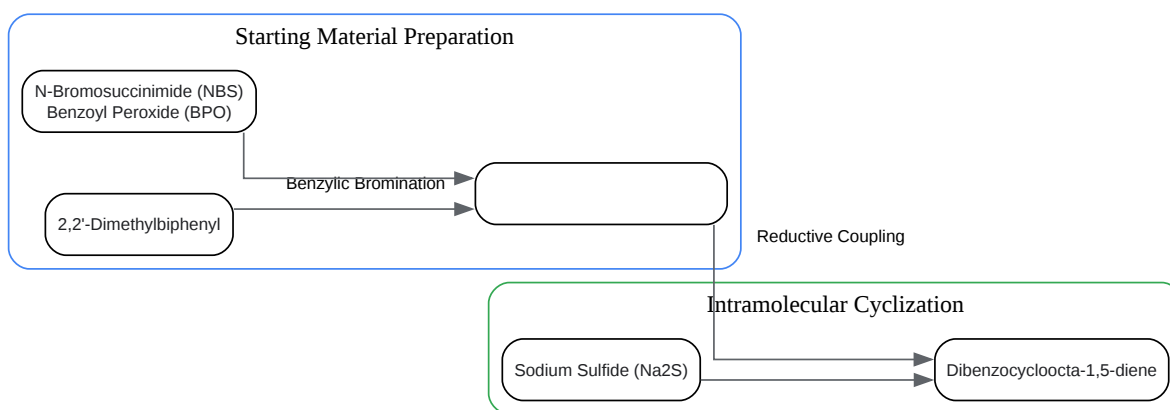 Starting Material Preparation
N-Bromosuccinimide (NBS)
Benzoyl Peroxide (BPO)
Benzylic Bromination
2,2'-Dimethylbiphenyl
Reductive Coupling
Intramolecular Cyclization
Sodium Sulfide (Na2S)
Dibenzocycloocta-1,5-diene